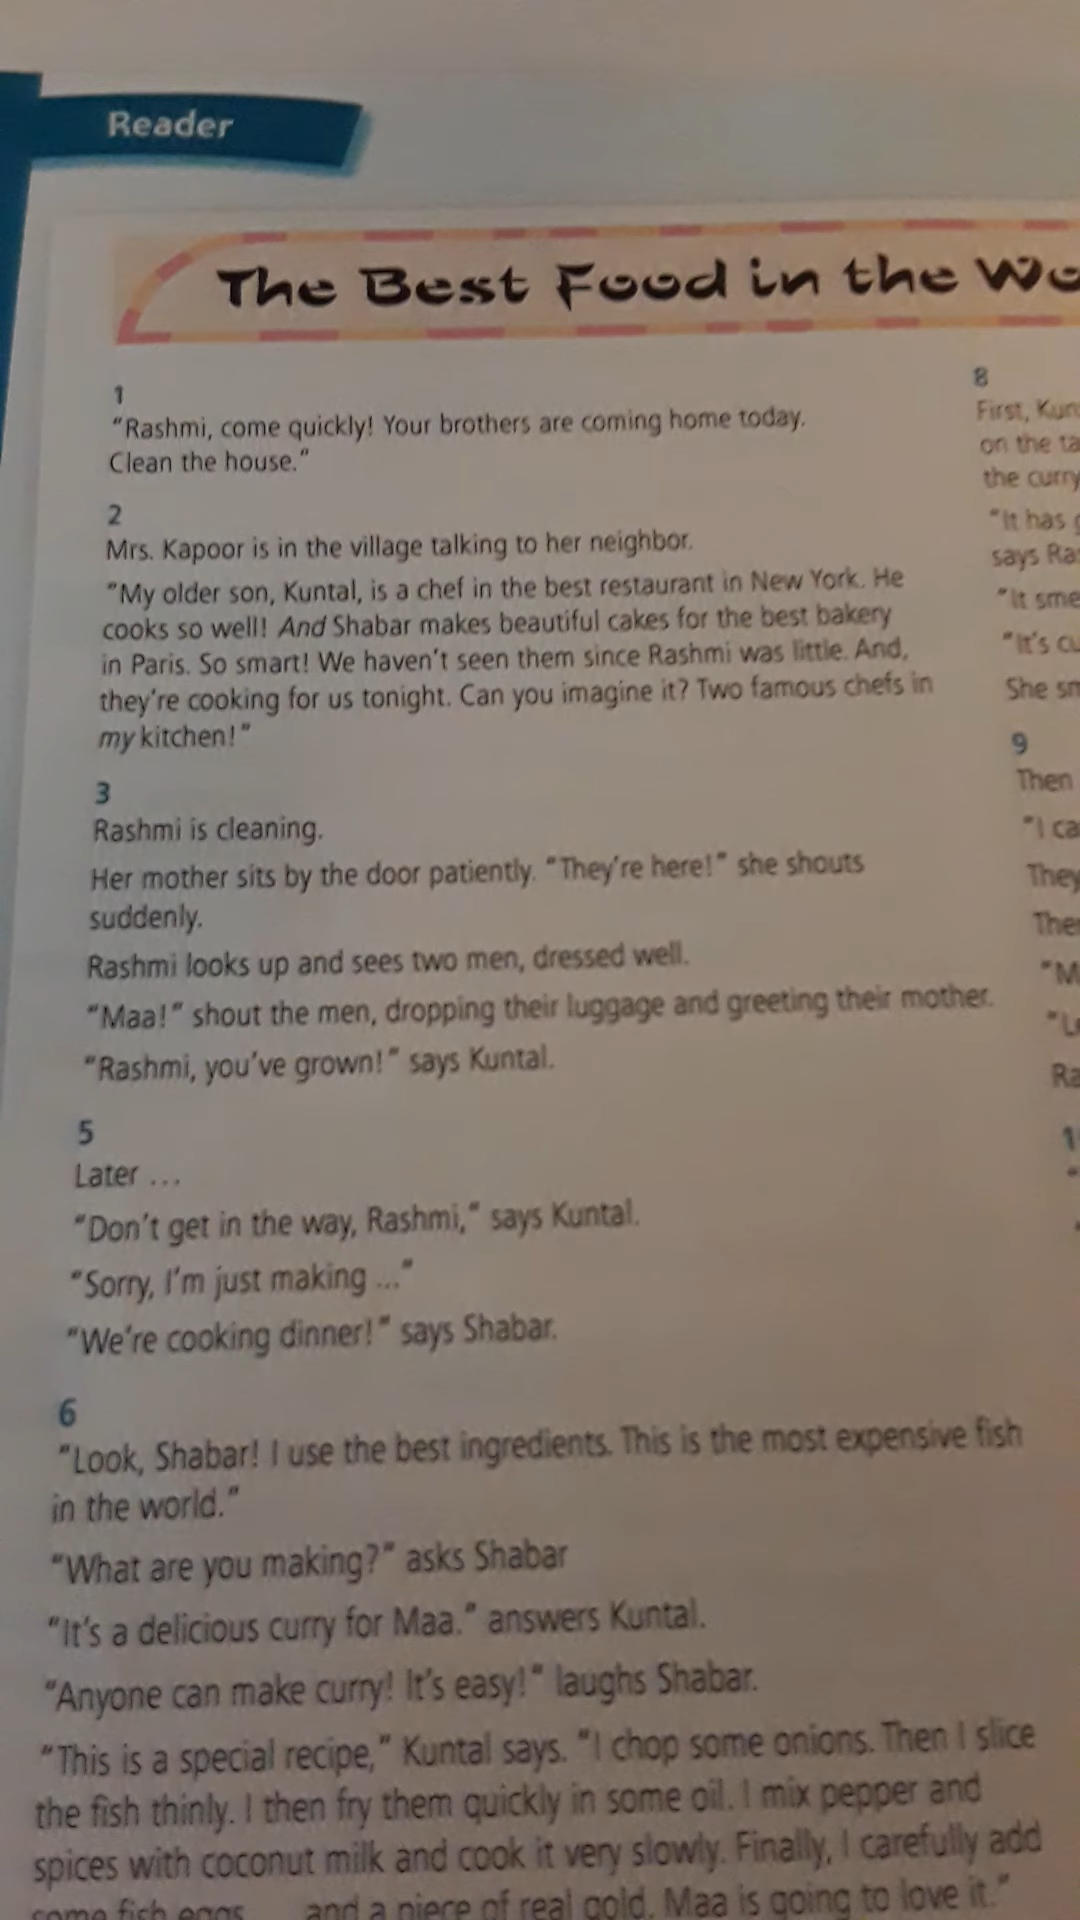 Reader
The Best Food in the
1
"Rashmi, come quickly! Your brothers are coming home today.
Clean the house."
2
Mrs. Kapoor is in the village talking to her neighbor.
"My older son, Kuntal, is a chef in the best restaurant in New York. He
cooks so well! And Shabar makes beautiful cakes for the best bakery
in Paris. So smart! We haven't seen them since Rashmi was little. And,
they're cooking for us tonight. Can you imagine it? Two famous chefs in
my kitchen!"
3
Rashmi is cleaning.
Her mother sits by the door patiently. "They're here!" she shouts
suddenly.
Rashmi looks up and sees two men, dressed well.
"Maa!" shout the men, dropping their luggage and greeting their mother.
"Rashmi, you've grown!" says Kuntal.
5
Later ...
"Don't get in the way, Rashmi," says Kuntal.
"Sorry, I'm just making ..."
"We're cooking dinner!" says Shabar.
6
"Look, Shabar! I use the best ingredients. This is the most expensive fish
in the world."
"What are you making?" asks Shabar
"It's a delicious curry for Maa." answers Kuntal.
"Anyone can make curry! It's easy!" laughs Shabar.
"This is a special recipe," Kuntal says. "I chop some onions. Then I slice
the fish thinly. I then fry them quickly in some oil. I mix pepper and
spices with coconut milk and cook it very slowly. Finally, I carefully add
some fish eggs ... and a piece of real gold. Maa is going to love it."
8
First,
on the
the curry
"It has
says
"It
"It's
She
9
Then
"I
They